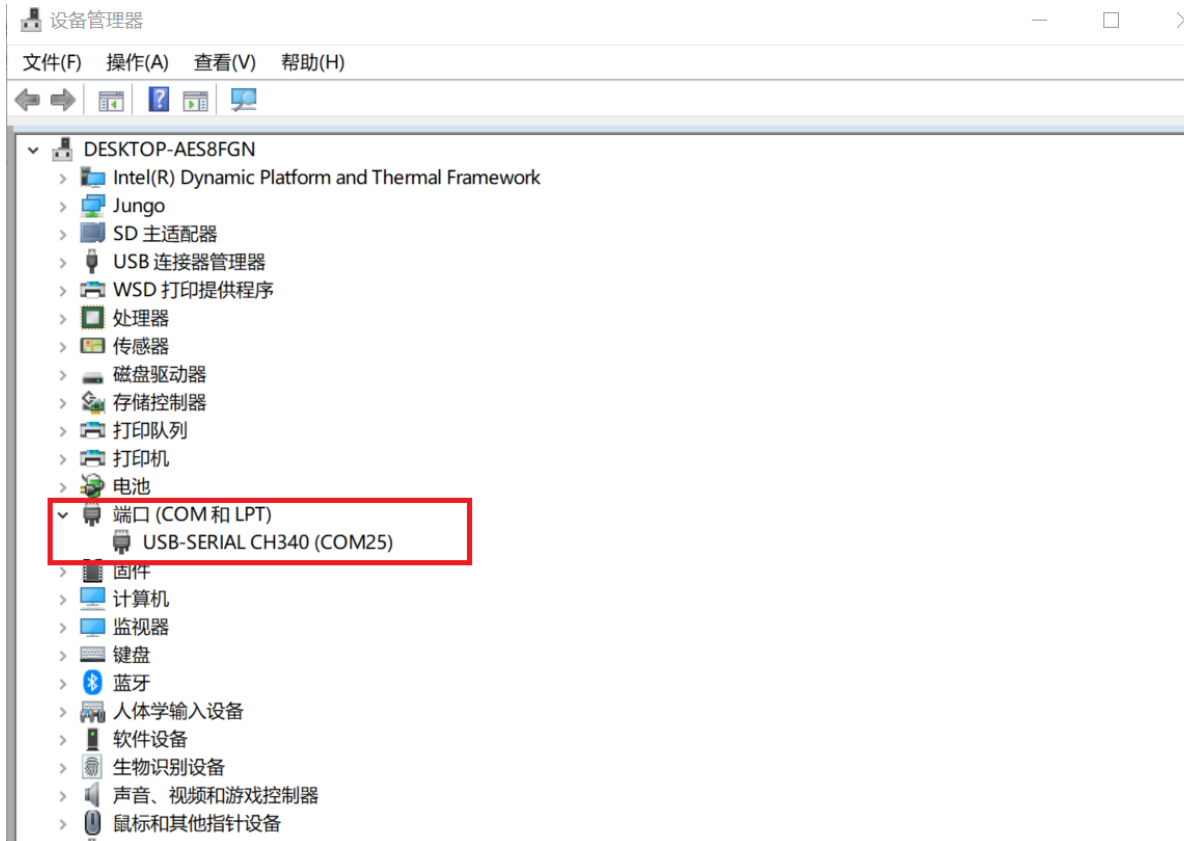 设备管理器
文件(F) 操作(A) 查看(V) 帮助(H)
DESKTOP-AES8FGN
Intel(R) Dynamic Platform and Thermal Framework
Jungo
SD 主适配器
USB 连接器管理器
WSD 打印提供程序
处理器
传感器
磁盘驱动器
存储控制器
打印队列
打印机
电池
端口 (COM 和 LPT)
USB-SERIAL CH340 (COM25)
固件
计算机
监视器
键盘
蓝牙
人体学输入设备
软件设备
生物识别设备
声音、视频和游戏控制器
鼠标和其他指针设备